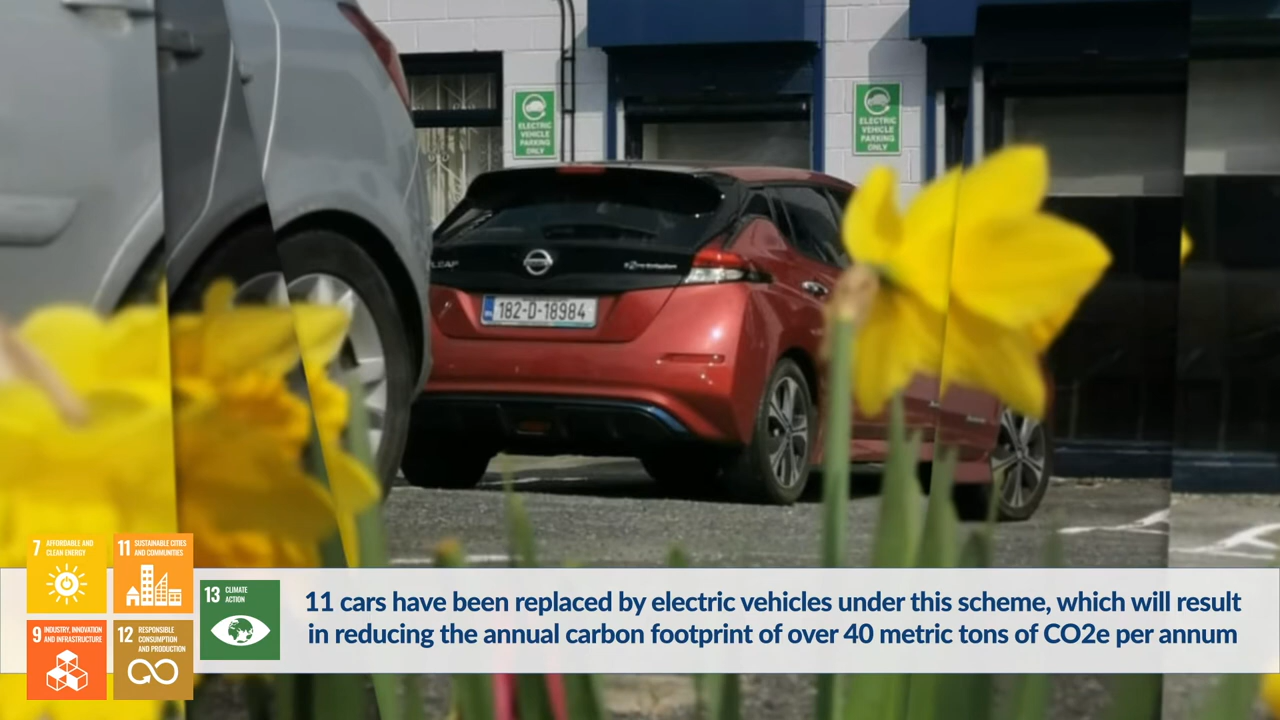 ELECTRIC
VEHICLE
PARKING
ONLY
ELECTRIC
VEHICLE
PARKING
ONLY
LEAF
182-D-18984
7 AFFORDABLE AND
CLEAN ENERGY
11 SUSTAINABLE CITIES
AND COMMUNITIES
13 CLIMATE
ACTION
9 INDUSTRY, INNOVATION
AND INFRASTRUCTURE
12 RESPONSIBLE
CONSUMPTION
AND PRODUCTION
11 cars have been replaced by electric vehicles under this scheme, which will result
in reducing the annual carbon footprint of over 40 metric tons of CO2e per annum